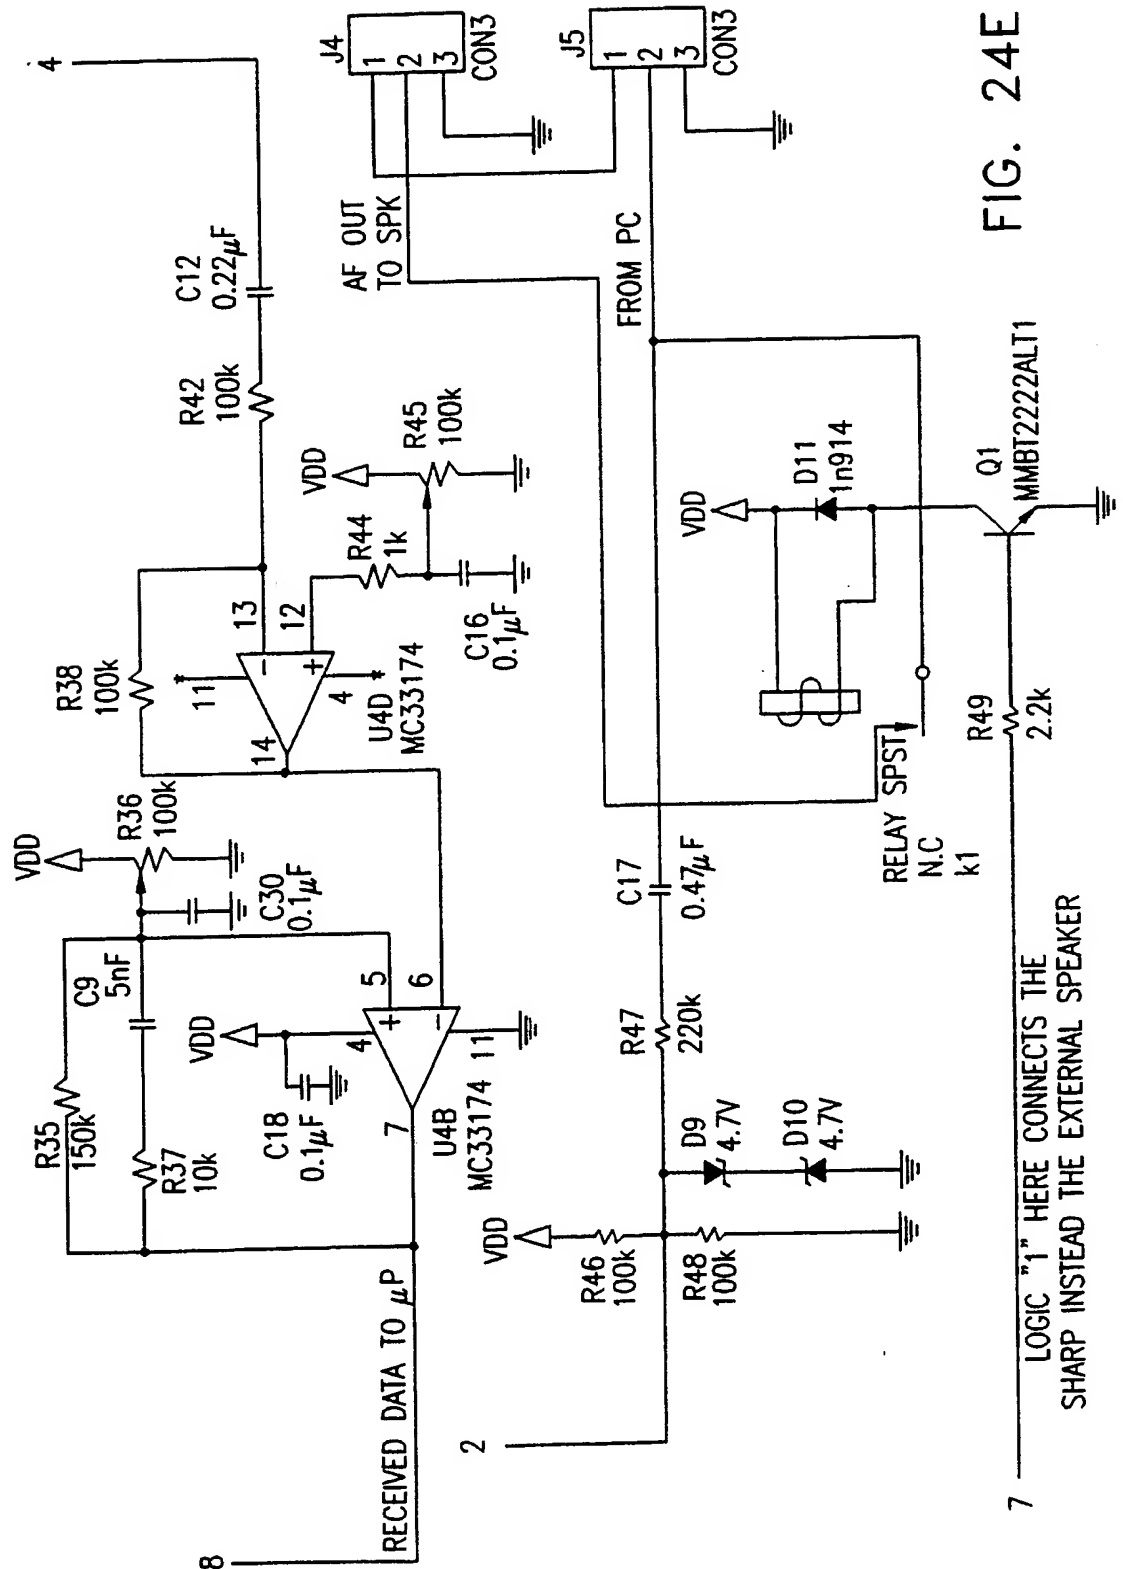 8
RECEIVED DATA TO µP
R35
150k
R37
10k
C9
5nF
VDD
R36
100k
C30
0.1µF
VDD
C18
0.1µF
4
5
+
6
-
11
7
U4B
MC33174
R38
100k
11
13
-
12
+
4
14
U4D
MC33174
R42
100k
C12
0.22µF
4
VDD
R45
100k
R44
1k
C16
0.1µF
AF OUT
TO SPK
J4
1
2
3
CON3
J5
1
2
3
CON3
FROM PC
2
VDD
R46
100k
R48
100k
D9
4.7V
D10
4.7V
R47
220k
C17
0.47µF
RELAY SPST
N.C
k1
VDD
D11
1n914
Q1
MMBT2222ALT1
R49
2.2k
7
LOGIC "1" HERE CONNECTS THE
SHARP INSTEAD THE EXTERNAL SPEAKER
FIG. 24E